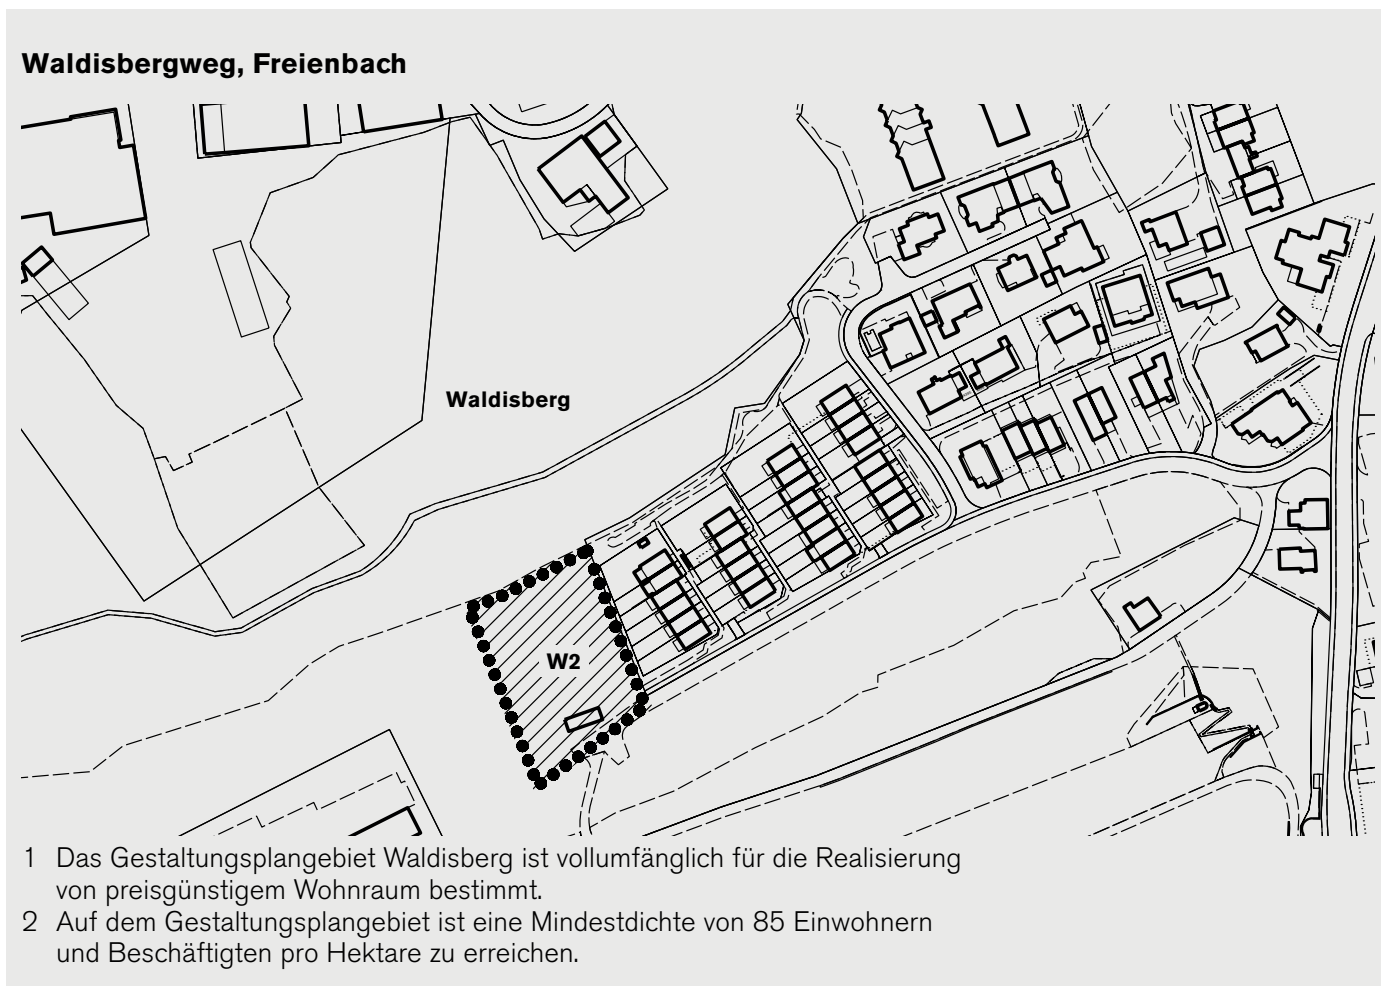 Waldisbergweg, Freienbach
Waldisberg
W2
1 Das Gestaltungsplangebiet Waldisberg ist vollumfänglich für die Realisierung
von preisgünstigem Wohnraum bestimmt.
2 Auf dem Gestaltungsplangebiet ist eine Mindestdichte von 85 Einwohnern
und Beschäftigten pro Hektare zu erreichen.